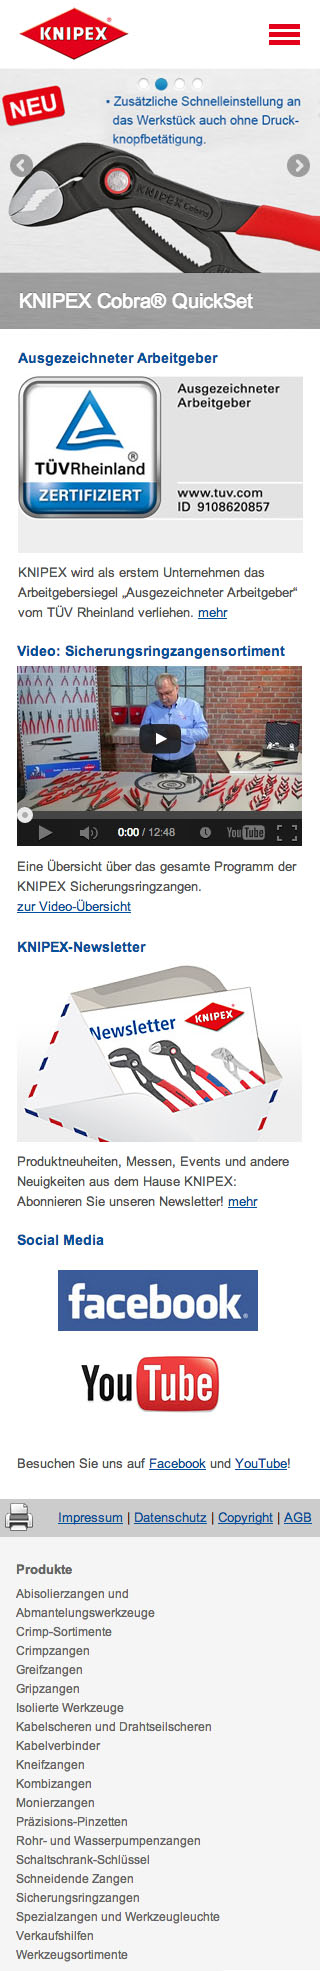 KNIPEX
NEU
• Zusätzliche Schnelleinstellung an
das Werkstück auch ohne Druck-
knopfbetätigung.
KNIPEX Cobra®
KNIPEX Cobra® QuickSet
Ausgezeichneter Arbeitgeber
TÜVRheinland®
ZERTIFIZIERT
Ausgezeichneter
Arbeitgeber
www.tuv.com
ID 9108620857
KNIPEX wird als erstem Unternehmen das
Arbeitgebersiegel „Ausgezeichneter Arbeitgeber“
vom TÜV Rheinland verliehen. mehr
Video: Sicherungsringzangensortiment
0:00 / 12:48
YouTube
Eine Übersicht über das gesamte Programm der
KNIPEX Sicherungsringzangen.
zur Video-Übersicht
KNIPEX-Newsletter
Newsletter
KNIPEX
Produktneuheiten, Messen, Events und andere
Neuigkeiten aus dem Hause KNIPEX:
Abonnieren Sie unseren Newsletter! mehr
Social Media
facebook®
YouTube
Besuchen Sie uns auf Facebook und YouTube!
Impressum | Datenschutz | Copyright | AGB
Produkte
Abisolierzangen und
Abmantelungswerkzeuge
Crimp-Sortimente
Crimpzangen
Greifzangen
Gripzangen
Isolierte Werkzeuge
Kabelscheren und Drahtseilscheren
Kabelverbinder
Kneifzangen
Kombizangen
Monierzangen
Präzisions-Pinzetten
Rohr- und Wasserpumpenzangen
Schaltschrank-Schlüssel
Schneidende Zangen
Sicherungsringzangen
Spezialzangen und Werkzeugleuchte
Verkaufshilfen
Werkzeugsortimente